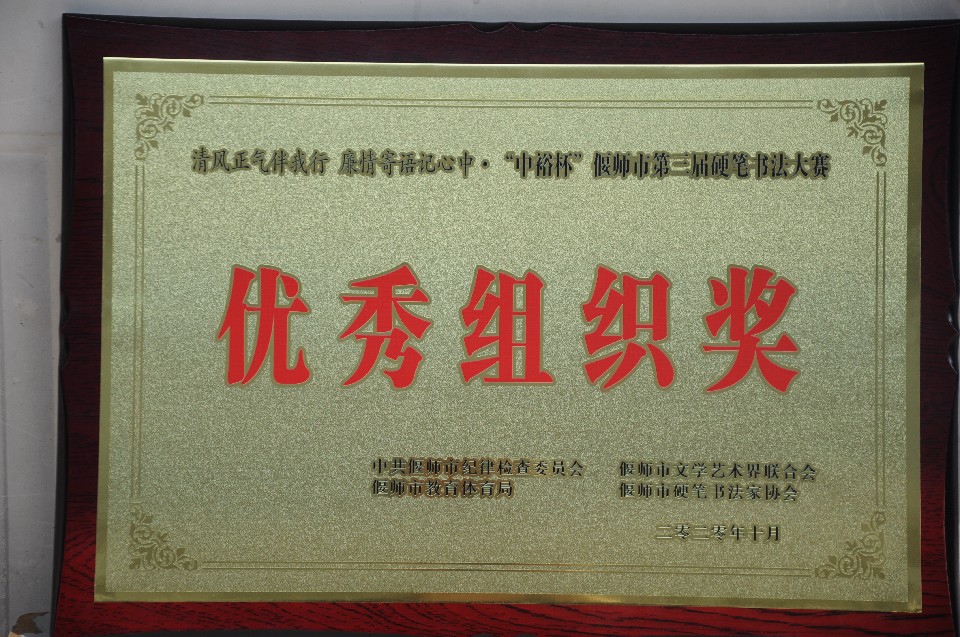 清风正气伴我行 廉情寄语记心中·“中裕杯”偃师市第三届硬笔书法大赛
优秀组织奖
中共偃师市纪律检查委员会 偃师市文学艺术界联合会
偃师市教育体育局 偃师市硬笔书法家协会
二零二零年十月